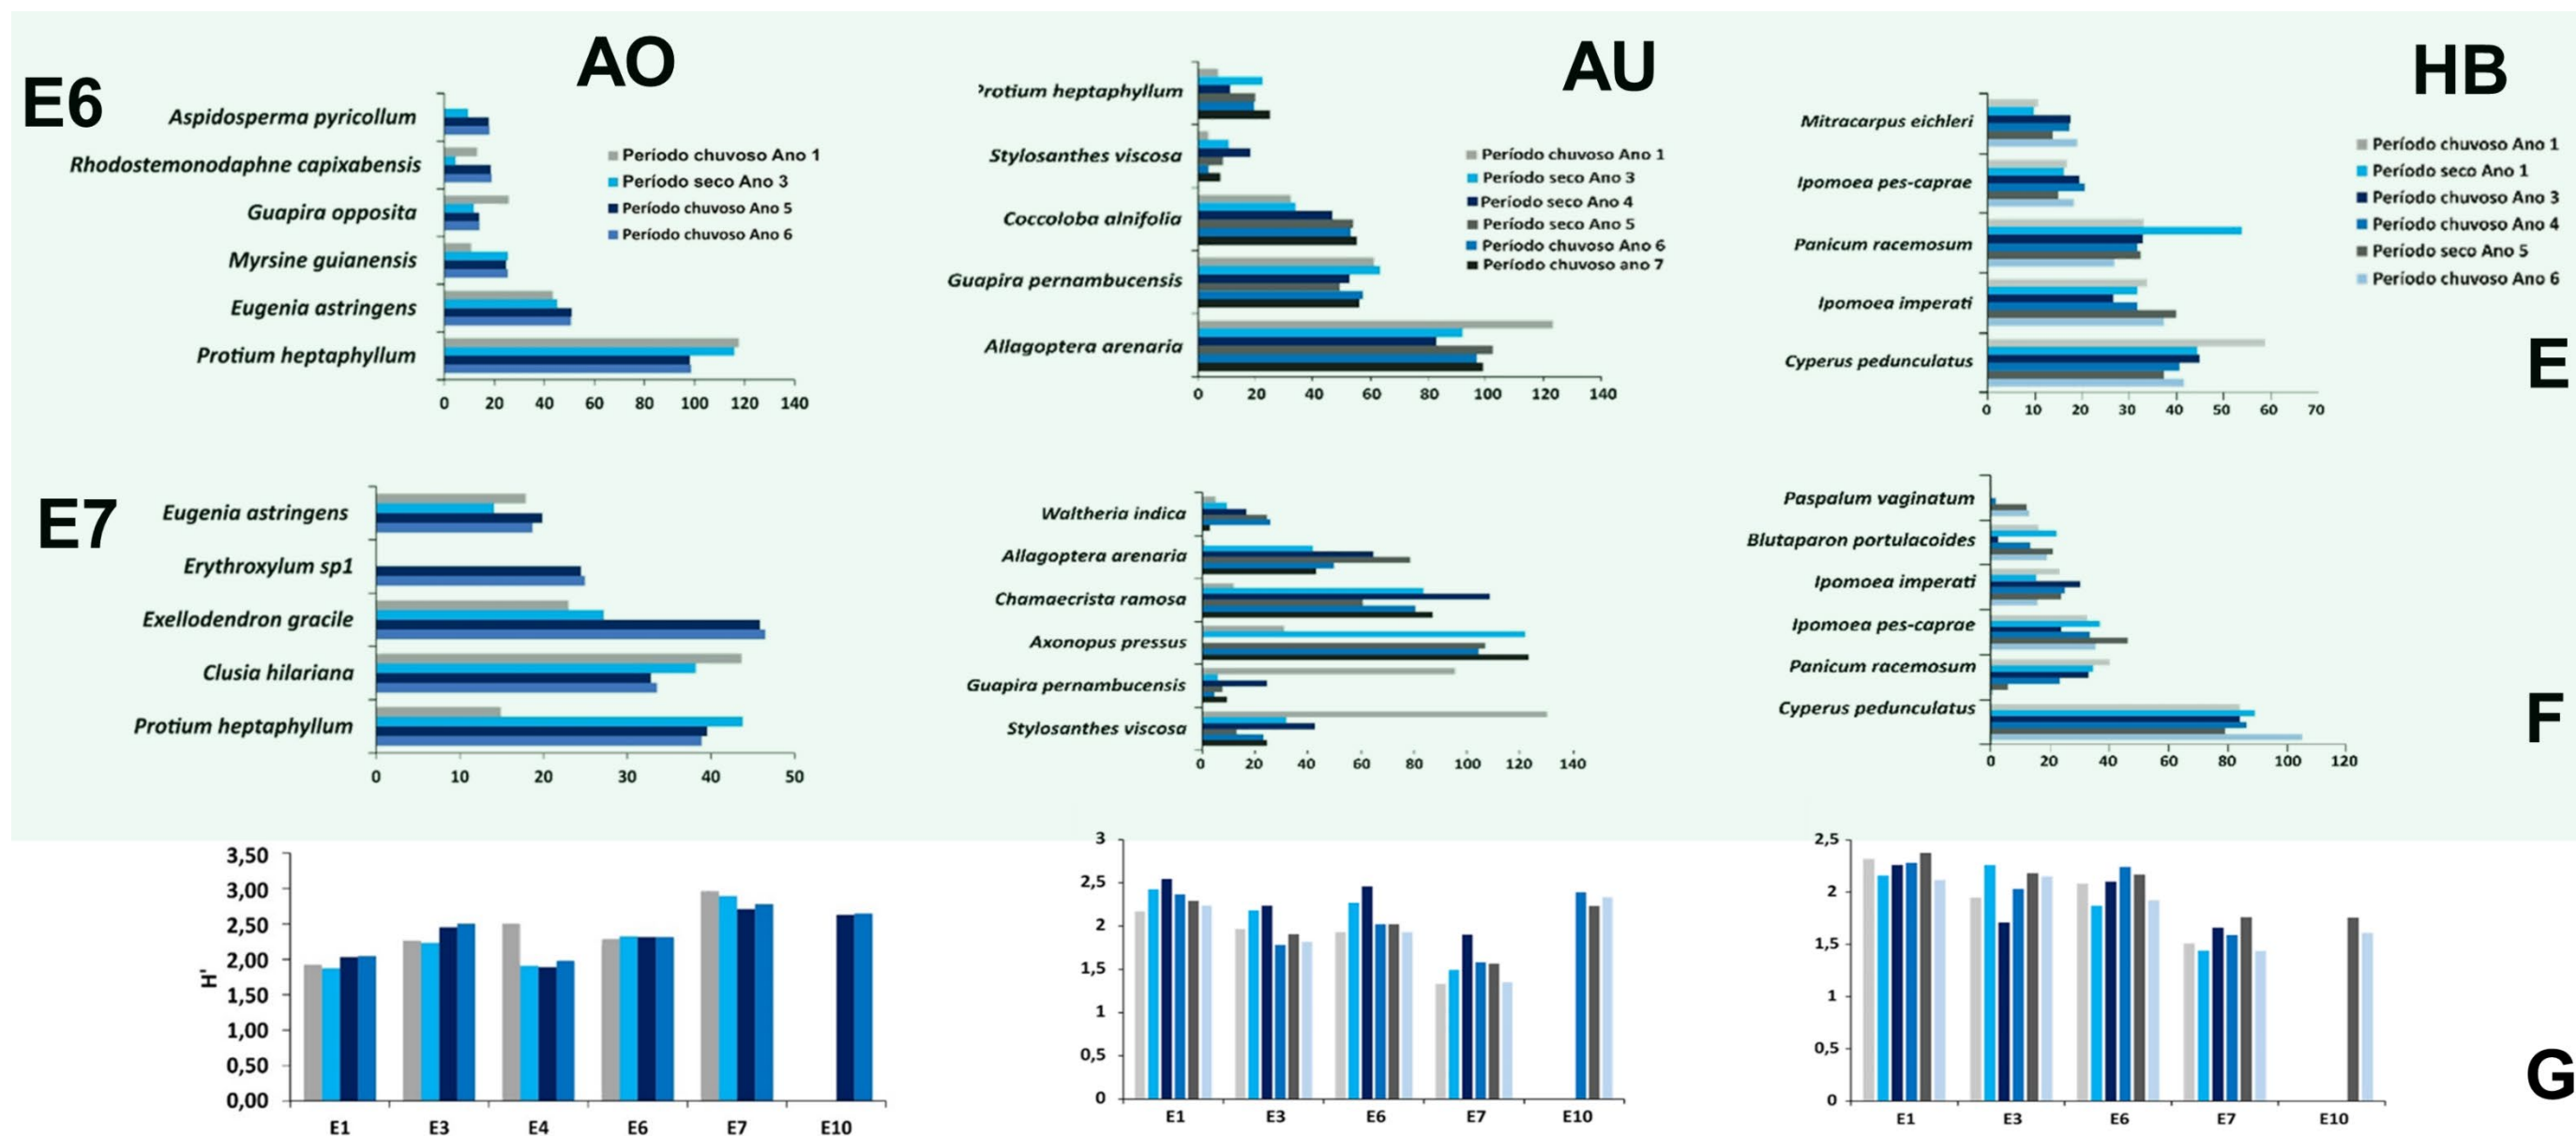 AO
AU
HB
E6
Aspidosperma pyricollum
Rhodostemonodaphne capixabensis
Guapira opposita
Myrsine guianensis
Eugenia astringens
Protium heptaphyllum
0 20 40 60 80 100 120 140
Período chuvoso Ano 1
Período seco Ano 3
Período chuvoso Ano 5
Período chuvoso Ano 6
Protium heptaphyllum
Stylosanthes viscosa
Coccoloba alnifolia
Guapira pernambucensis
Allagoptera arenaria
0 20 40 60 80 100 120 140
Período chuvoso Ano 1
Período seco Ano 3
Período seco Ano 4
Período seco Ano 5
Período chuvoso Ano 6
Período chuvoso ano 7
Mitracarpus eichleri
Ipomoea pes-caprae
Panicum racemosum
Ipomoea imperati
Cyperus pedunculatus
0 10 20 30 40 50 60 70
Período chuvoso Ano 1
Período seco Ano 1
Período chuvoso Ano 3
Período chuvoso Ano 4
Período seco Ano 5
Período chuvoso Ano 6
E
E7
Eugenia astringens
Erythroxylum sp1
Exellodendron gracile
Clusia hilariana
Protium heptaphyllum
0 10 20 30 40 50
Waltheria indica
Allagoptera arenaria
Chamaecrista ramosa
Axonopus pressus
Guapira pernambucensis
Stylosanthes viscosa
0 20 40 60 80 100 120 140
Paspalum vaginatum
Blutaparon portulacoides
Ipomoea imperati
Ipomoea pes-caprae
Panicum racemosum
Cyperus pedunculatus
0 20 40 60 80 100 120
F
3,50
3,00
2,50
2,00
1,50
1,00
0,50
0,00
H'
E1 E3 E4 E6 E7 E10
3
2,5
2
1,5
1
0,5
0
E1 E3 E6 E7 E10
2,5
2
1,5
1
0,5
0
E1 E3 E6 E7 E10
G